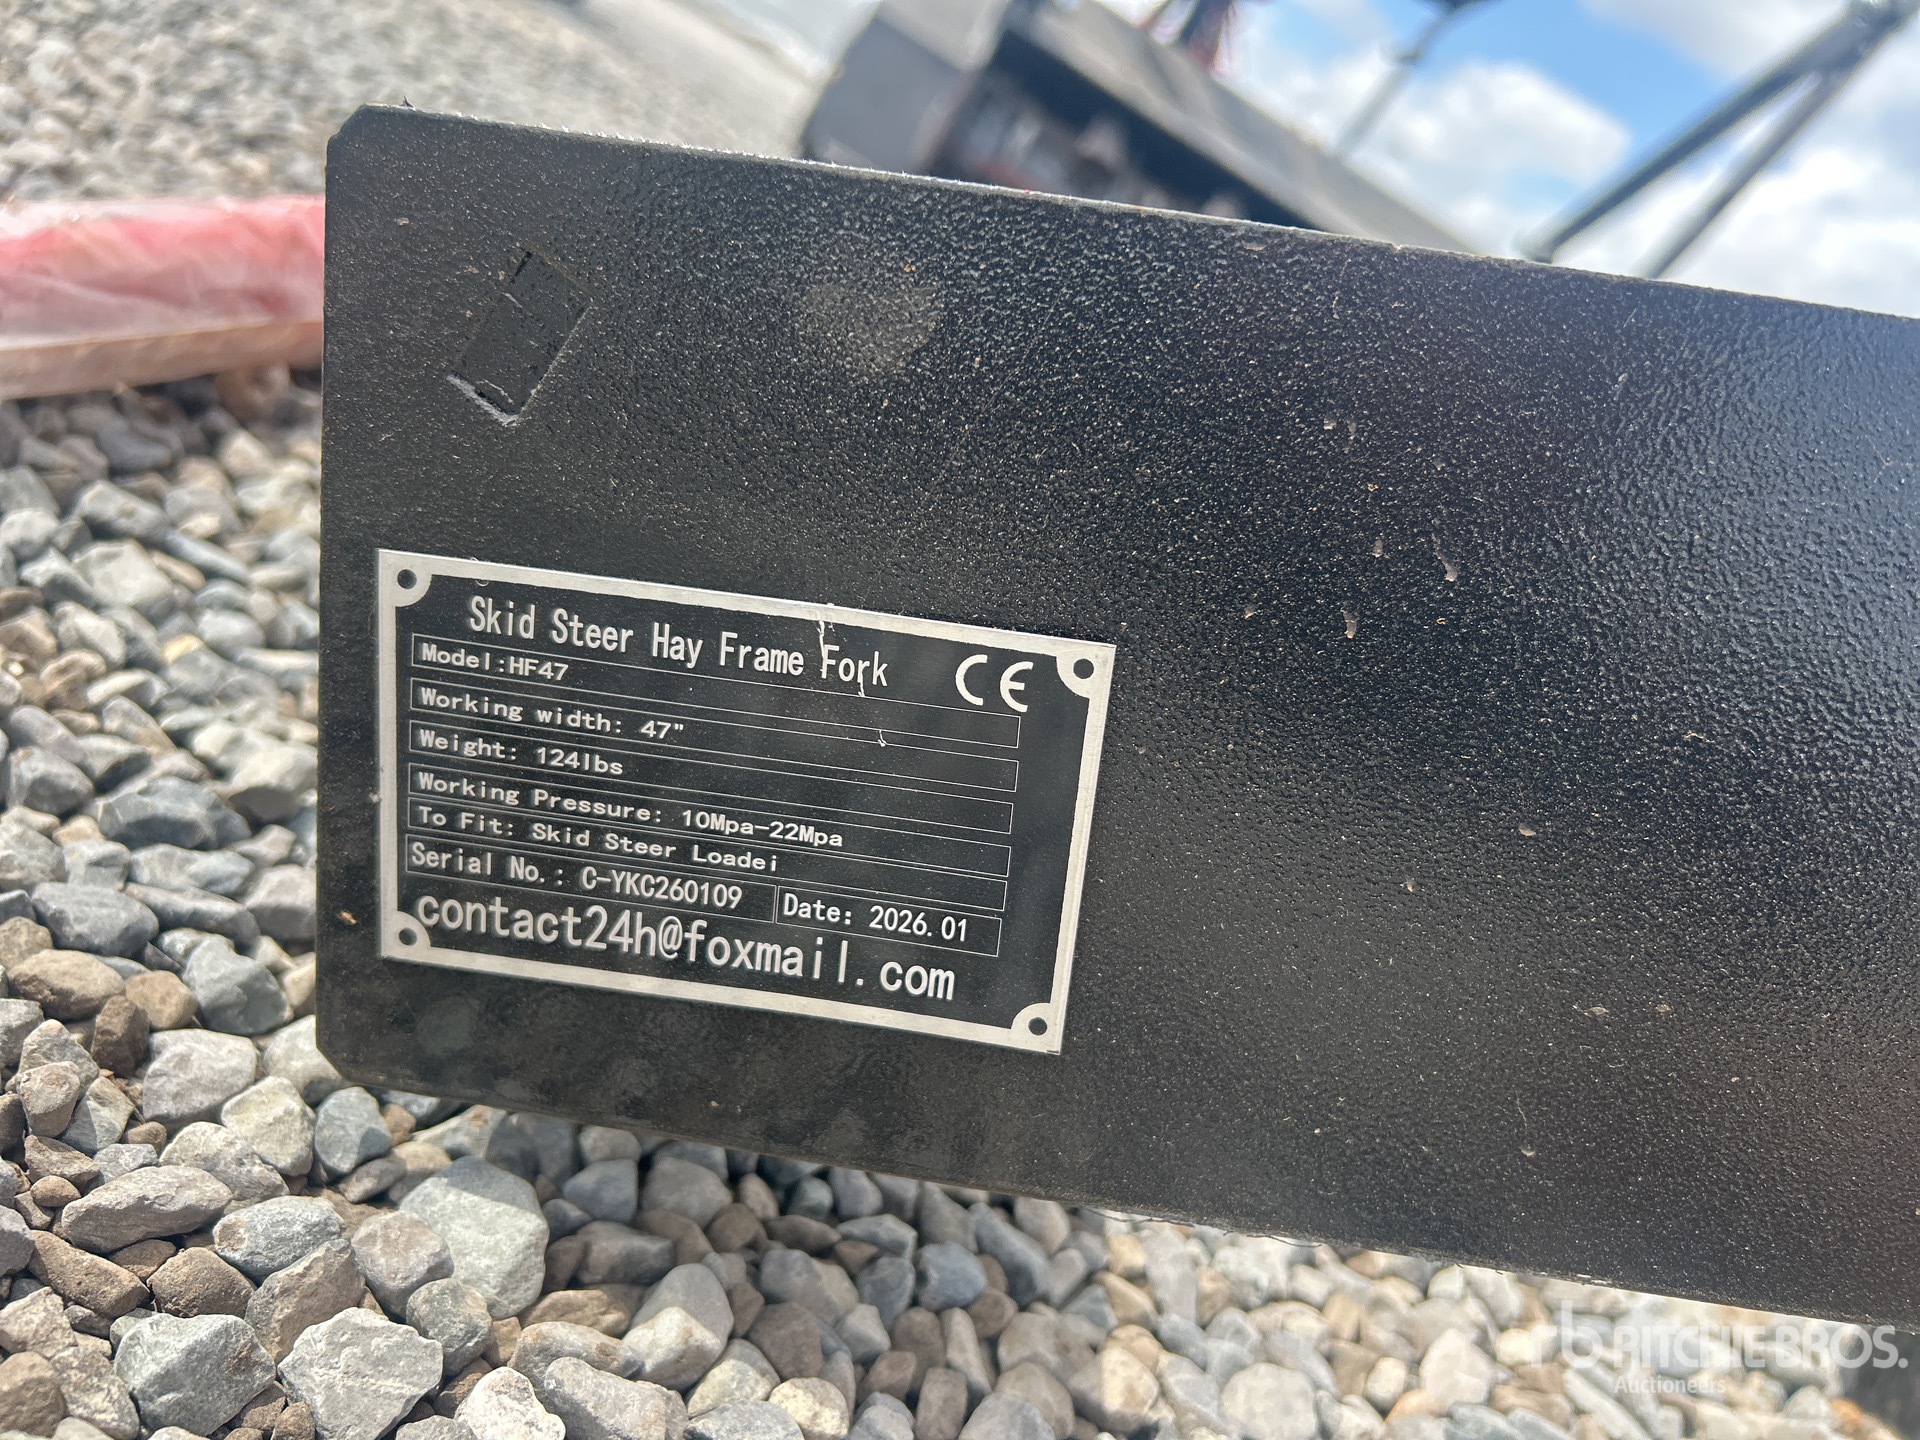 Skid Steer Hay Frame Fork CE
Model:HF47
Working width: 47"
Weight: 124lbs
Working Pressure: 10Mpa-22Mpa
To Fit: Skid Steer Loadei
Serial No.: C-YKC260109 Date: 2026.01
contact24h@foxmail.com
rb RITCHIE BROS.
Auctioneers